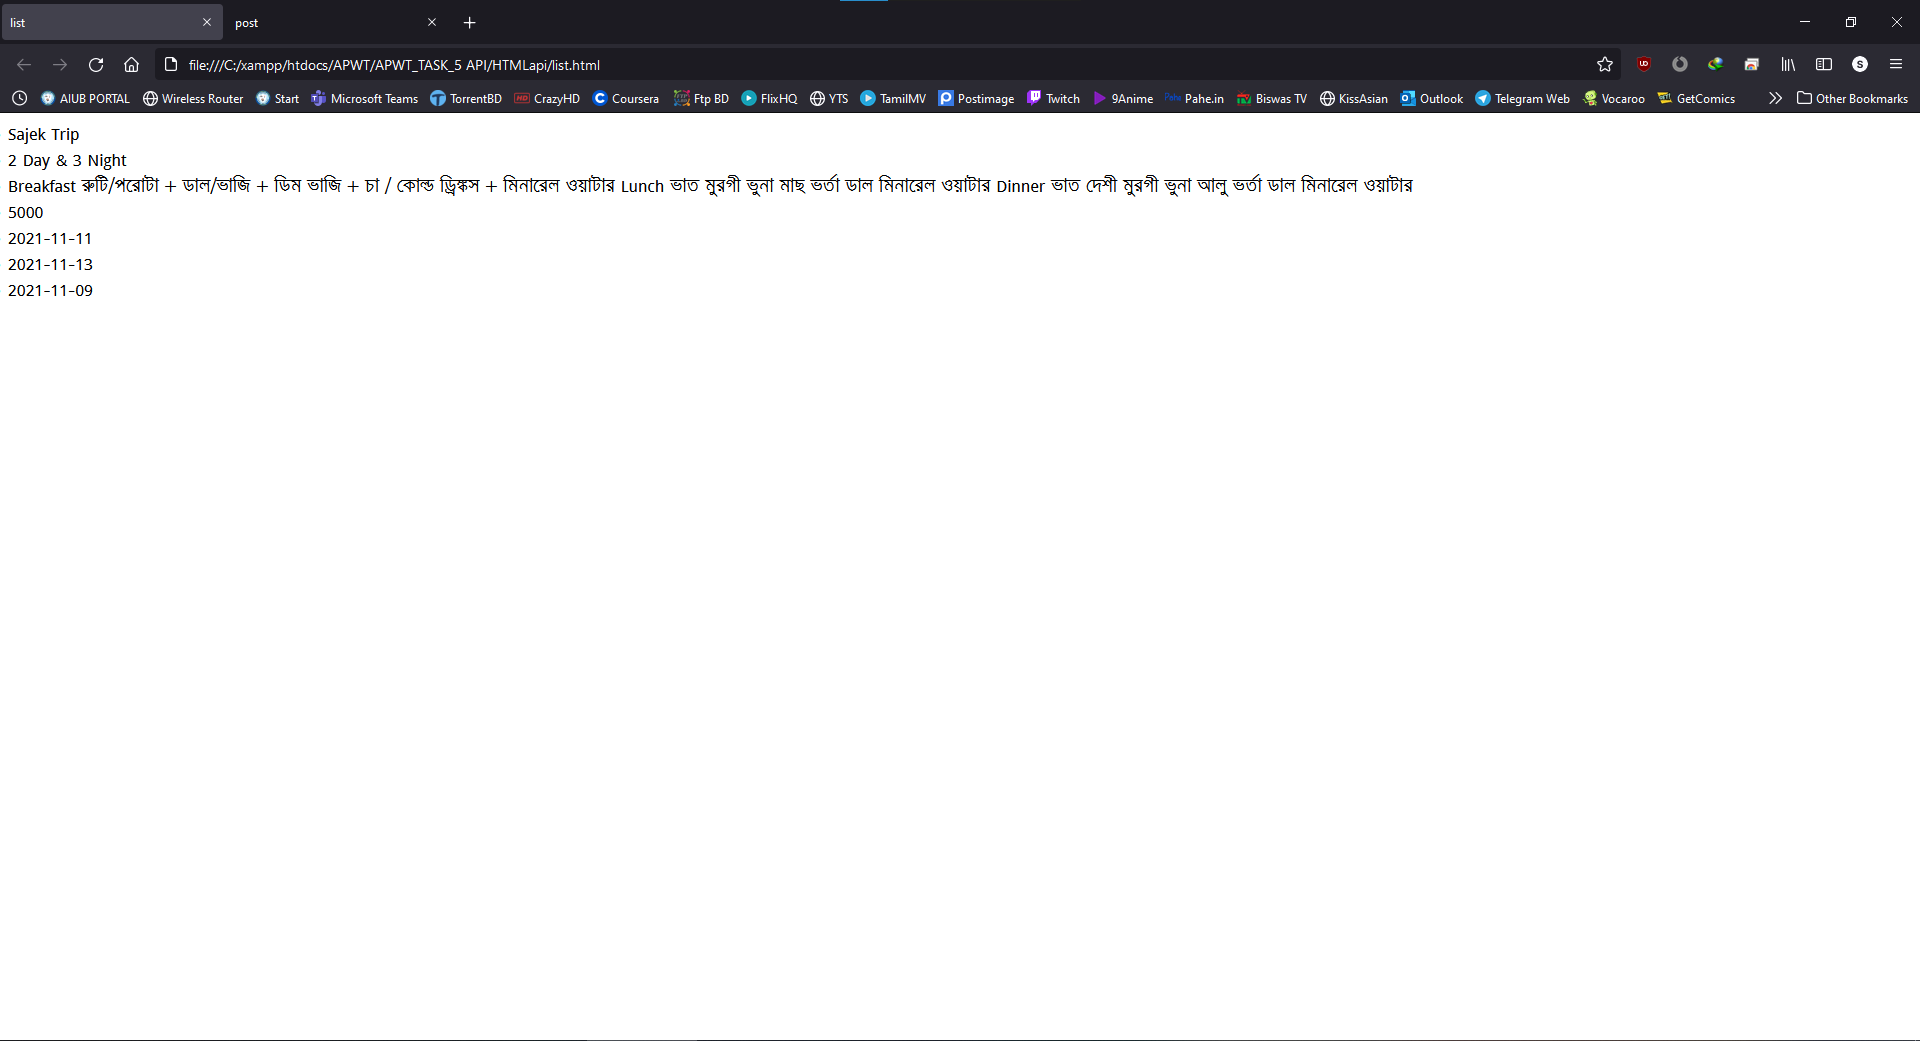 list
post
file:///C:/xampp/htdocs/APWT/APWT_TASK_5 API/HTMLapi/list.html
S
AIUB PORTAL Wireless Router Start Microsoft Teams TorrentBD HD CrazyHD Coursera Ftp BD FlixHQ YTS TamilMV Postimage Twitch 9Anime Pahe Pahe.in Biswas TV KissAsian Outlook Telegram Web Vocaroo GetComics Other Bookmarks
Sajek Trip
2 Day & 3 Night
Breakfast রুটি/পরোটা + ডাল/ভাজি + ডিম ভাজি + চা / কোল্ড ড্রিঙ্কস + মিনারেল ওয়াটার Lunch ভাত মুরগী ভুনা মাছ ভর্তা ডাল মিনারেল ওয়াটার Dinner ভাত দেশী মুরগী ভুনা আলু ভর্তা ডাল মিনারেল ওয়াটার
5000
2021-11-11
2021-11-13
2021-11-09